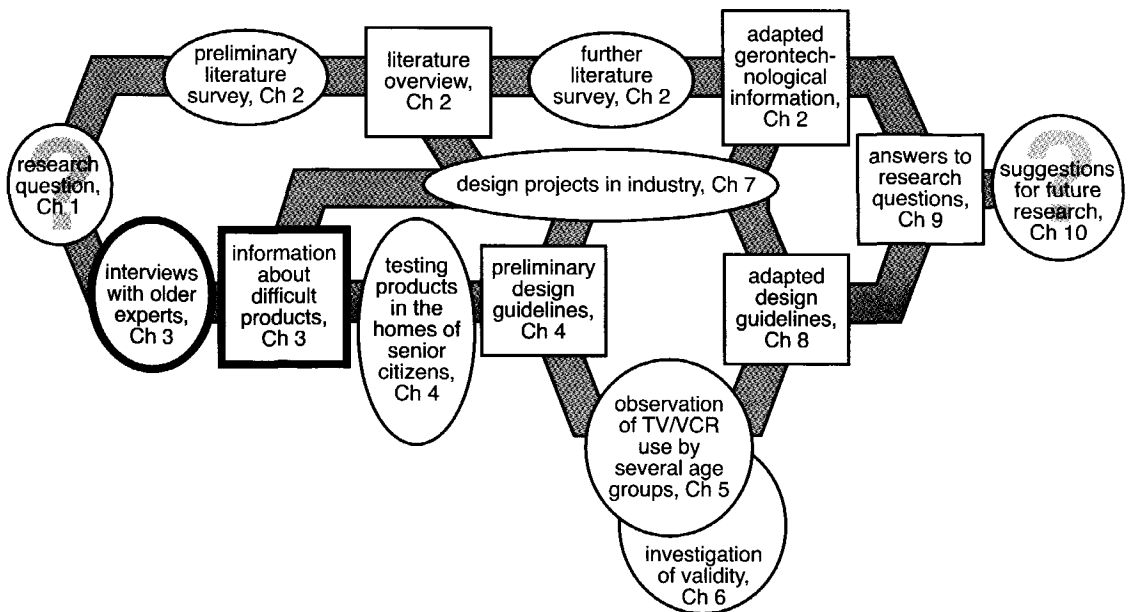 preliminary
literature
survey, Ch 2
literature
overview,
Ch 2
further
literature
survey, Ch 2
adapted
gerontech-
nological
information,
Ch 2
research
question,
Ch 1
design projects in industry, Ch 7
answers to
research
questions,
Ch 9
suggestions
for future
research,
Ch 10
interviews
with older
experts,
Ch 3
information
about
difficult
products,
Ch 3
testing
products
in the
homes of
senior
citizens,
Ch 4
preliminary
design
guidelines,
Ch 4
adapted
design
guidelines,
Ch 8
observation
of TV/VCR
use by
several age
groups, Ch 5
investigation
of validity,
Ch 6